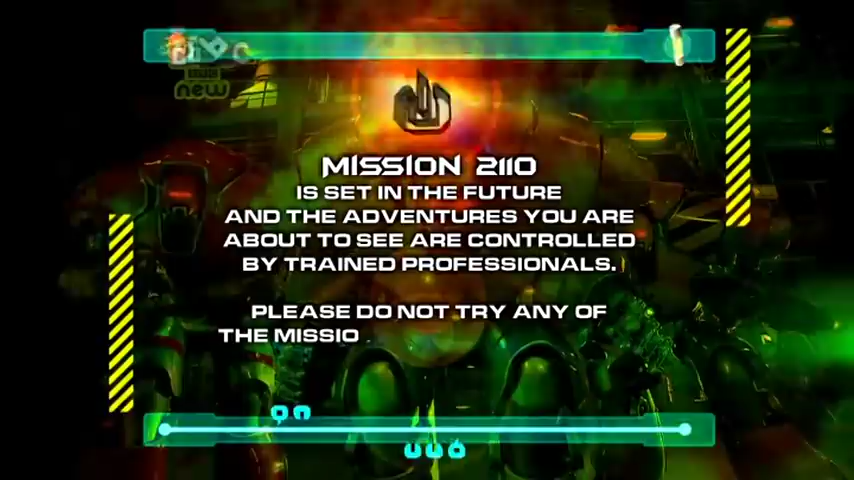 new
MISSION 2110
IS SET IN THE FUTURE
AND THE ADVENTURES YOU ARE
ABOUT TO SEE ARE CONTROLLED
BY TRAINED PROFESSIONALS.
PLEASE DO NOT TRY ANY OF
THE MISSIO